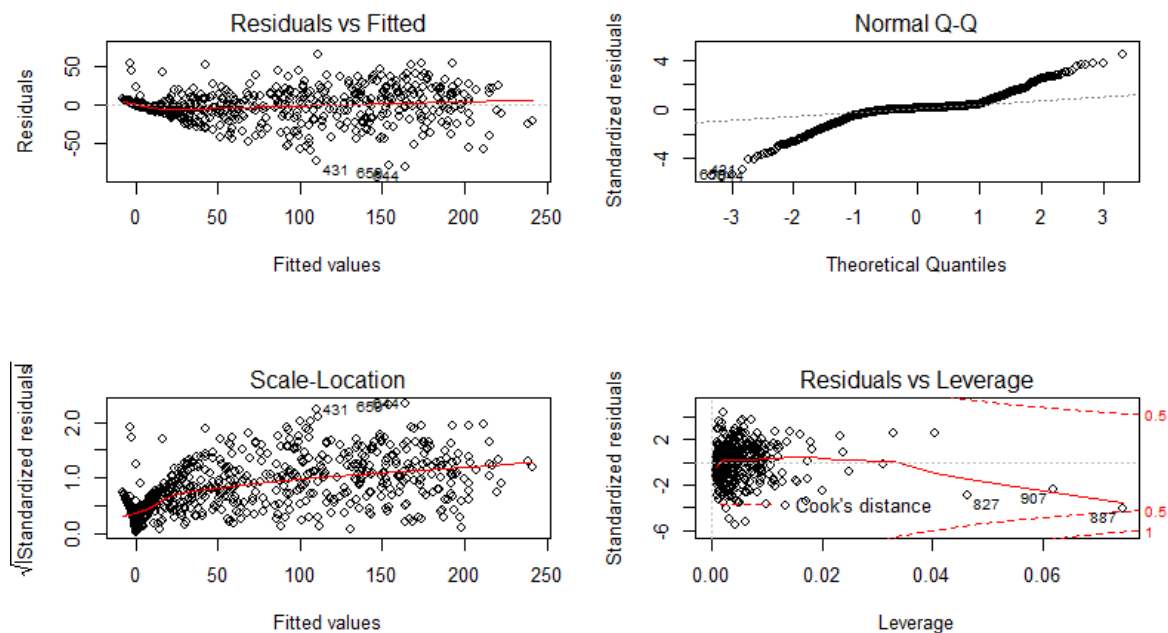 Residuals vs Fitted
Residuals
50
0
-50
431
650
644
0 50 100 150 200 250
Fitted values
Normal Q-Q
Standardized residuals
4
0
-4
431
0 1 2 3
-3 -2 -1
Theoretical Quantiles
Scale-Location
√|Standardized residuals|
2.0
1.0
0.0
431
0 50 100 150 200 250
Fitted values
Residuals vs Leverage
Standardized residuals
2
-2
-6
Cook's distance
827
907
887
0.5
0.5
1
0.00 0.02 0.04 0.06
Leverage